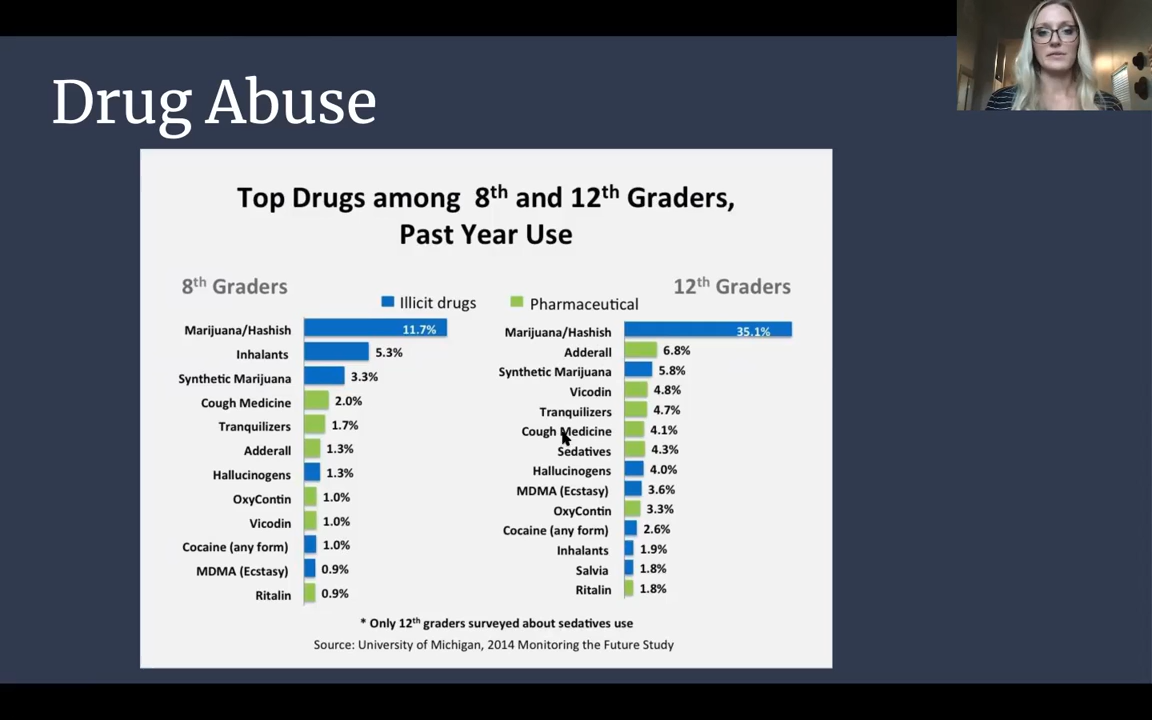 Drug Abuse
Top Drugs among 8th and 12th Graders,
Past Year Use
8th Graders
12th Graders
Illicit drugs
Pharmaceutical
Marijuana/Hashish 11.7%
Inhalants 5.3%
Synthetic Marijuana 3.3%
Cough Medicine 2.0%
Tranquilizers 1.7%
Adderall 1.3%
Hallucinogens 1.3%
OxyContin 1.0%
Vicodin 1.0%
Cocaine (any form) 1.0%
MDMA (Ecstasy) 0.9%
Ritalin 0.9%
Marijuana/Hashish 35.1%
Adderall 6.8%
Synthetic Marijuana 5.8%
Vicodin 4.8%
Tranquilizers 4.7%
Cough Medicine 4.1%
Sedatives 4.3%
Hallucinogens 4.0%
MDMA (Ecstasy) 3.6%
OxyContin 3.3%
Cocaine (any form) 2.6%
Inhalants 1.9%
Salvia 1.8%
Ritalin 1.8%
* Only 12th graders surveyed about sedatives use
Source: University of Michigan, 2014 Monitoring the Future Study